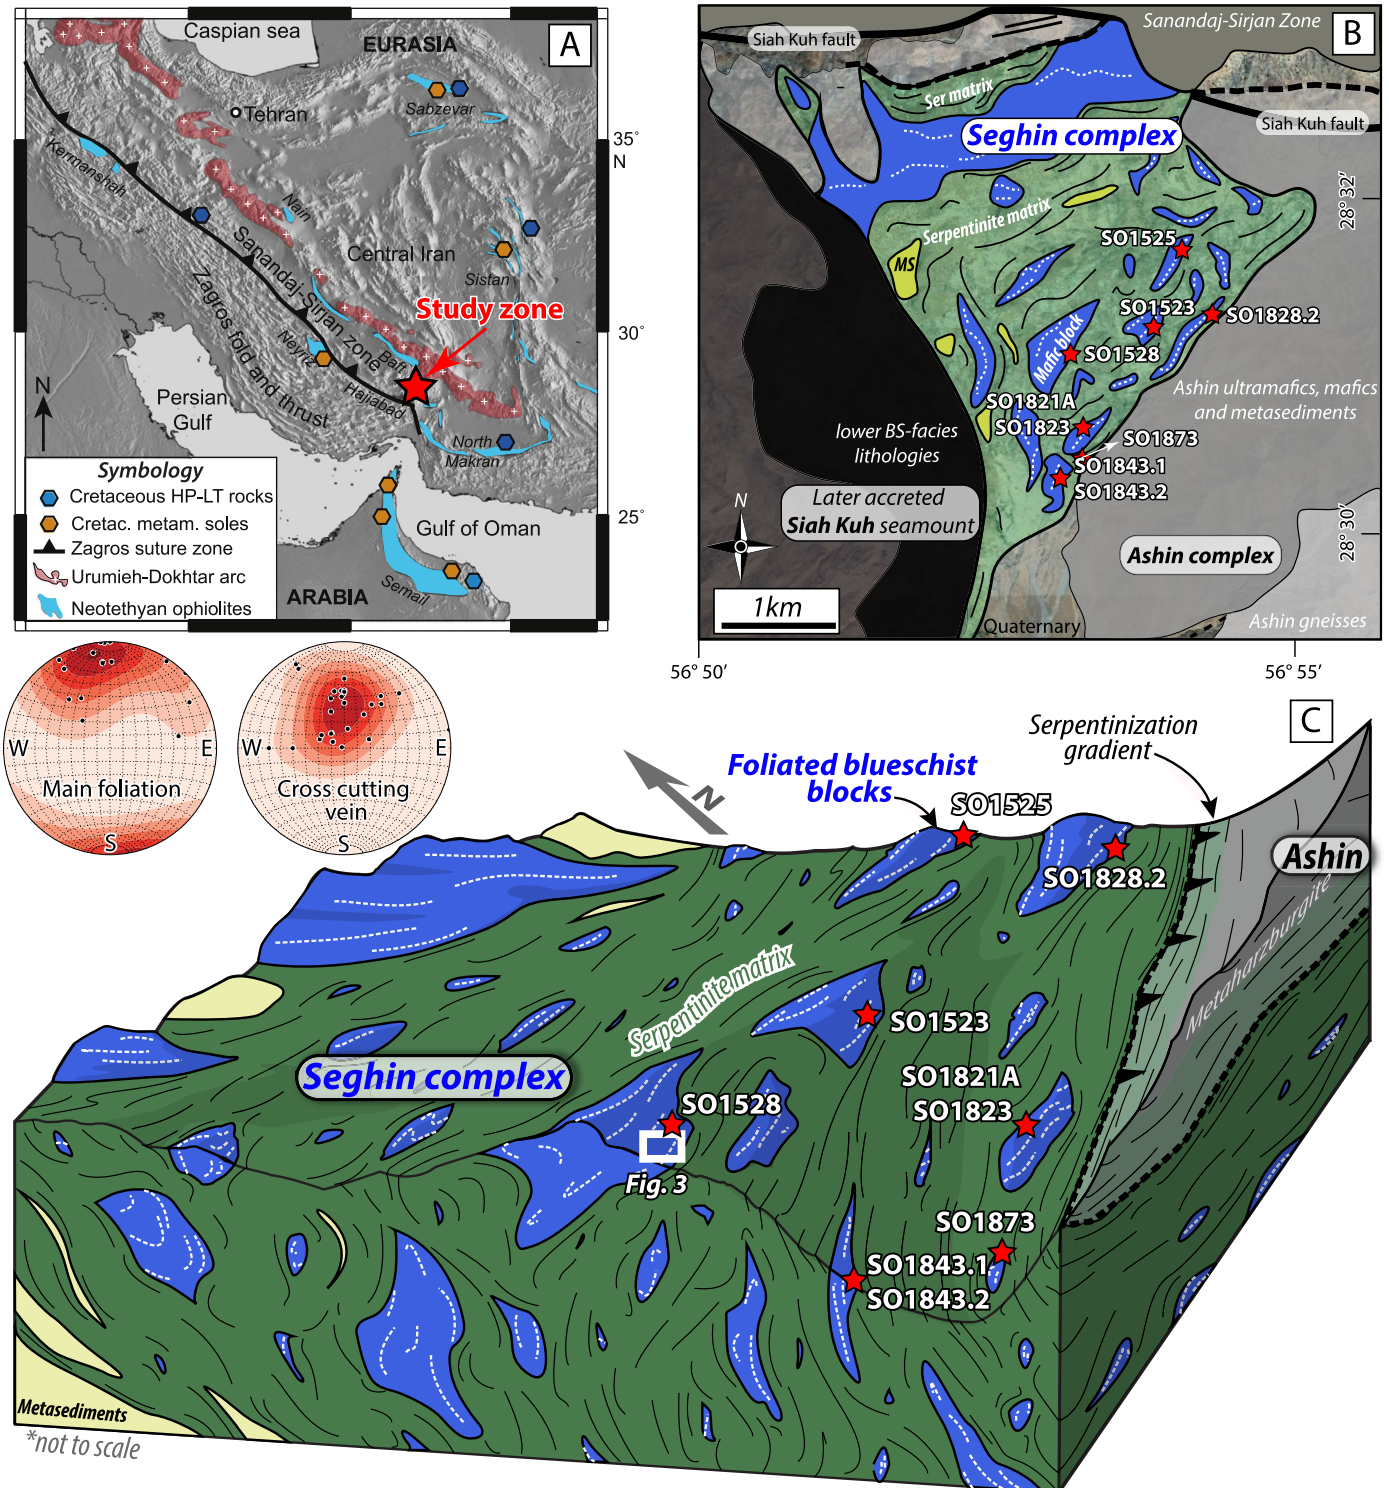 A
Caspian sea
EURASIA
Tehran
Sabzevar
35°
N
Kermanshah
Nain
Central Iran
Sistan
Sanandaj-Sirjan zone
Zagros fold and thrust
Study zone
30°
Neyriz
Baft
Hajiabad
Persian
Gulf
N
North
Makran
25°
Gulf of Oman
Semail
ARABIA
Symbology
Cretaceous HP-LT rocks
Cretac. metam. soles
Zagros suture zone
Urumieh-Dokhtar arc
Neotethyan ophiolites
B
Sanandaj-Sirjan Zone
Siah Kuh fault
Ser matrix
Seghin complex
Siah Kuh fault
28° 32'
Serpentinite matrix
MS
SO1525
SO1523
SO1828.2
Mafic block
SO1528
SO1821A
SO1823
SO1873
SO1843.1
SO1843.2
Ashin ultramafics, mafics
and metasediments
lower BS-facies
lithologies
Later accreted
Siah Kuh seamount
28° 30'
N
Ashin complex
1km
Quaternary
Ashin gneisses
56° 50'
56° 55'
W
E
Main foliation
S
W
E
Cross cutting
vein
S
C
Serpentinization
gradient
N
Foliated blueschist
blocks
SO1525
SO1828.2
Ashin
Metaharzburgite
Serpentinite matrix
SO1523
Seghin complex
SO1528
Fig. 3
SO1821A
SO1823
SO1873
SO1843.1
SO1843.2
Metasediments
*not to scale